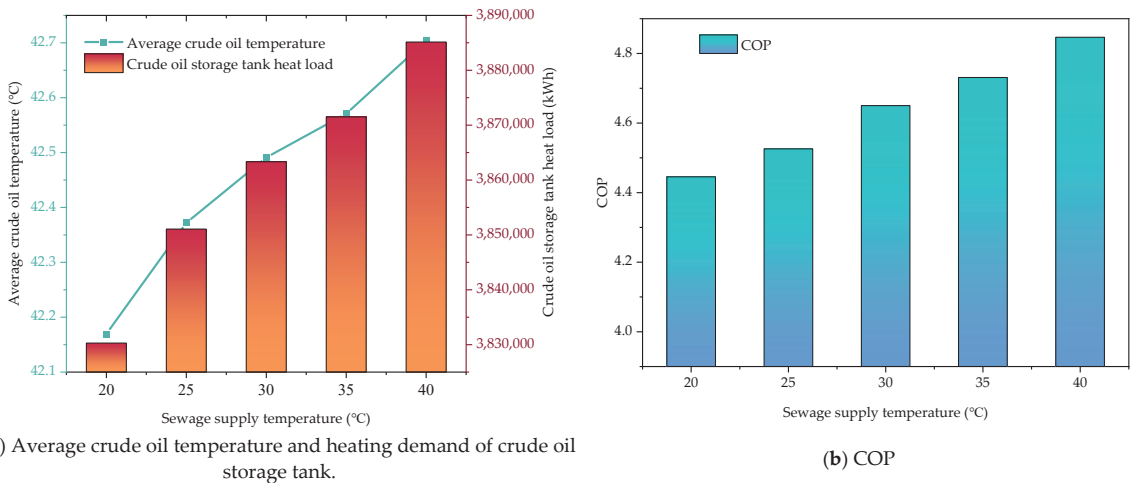 Average crude oil temperature
Crude oil storage tank heat load
Average crude oil temperature (°C)
42.7
42.6
42.5
42.4
42.3
42.2
42.1
3,890,000
3,880,000
3,870,000
3,860,000
3,850,000
3,840,000
3,830,000
Crude oil storage tank heat load (kWh)
20 25 30 35 40
Sewage supply temperature (°C)
) Average crude oil temperature and heating demand of crude oil
storage tank.
COP
COP
4.8
4.6
4.4
4.2
4.0
20 25 30 35 40
Sewage supply temperature (°C)
(b) COP